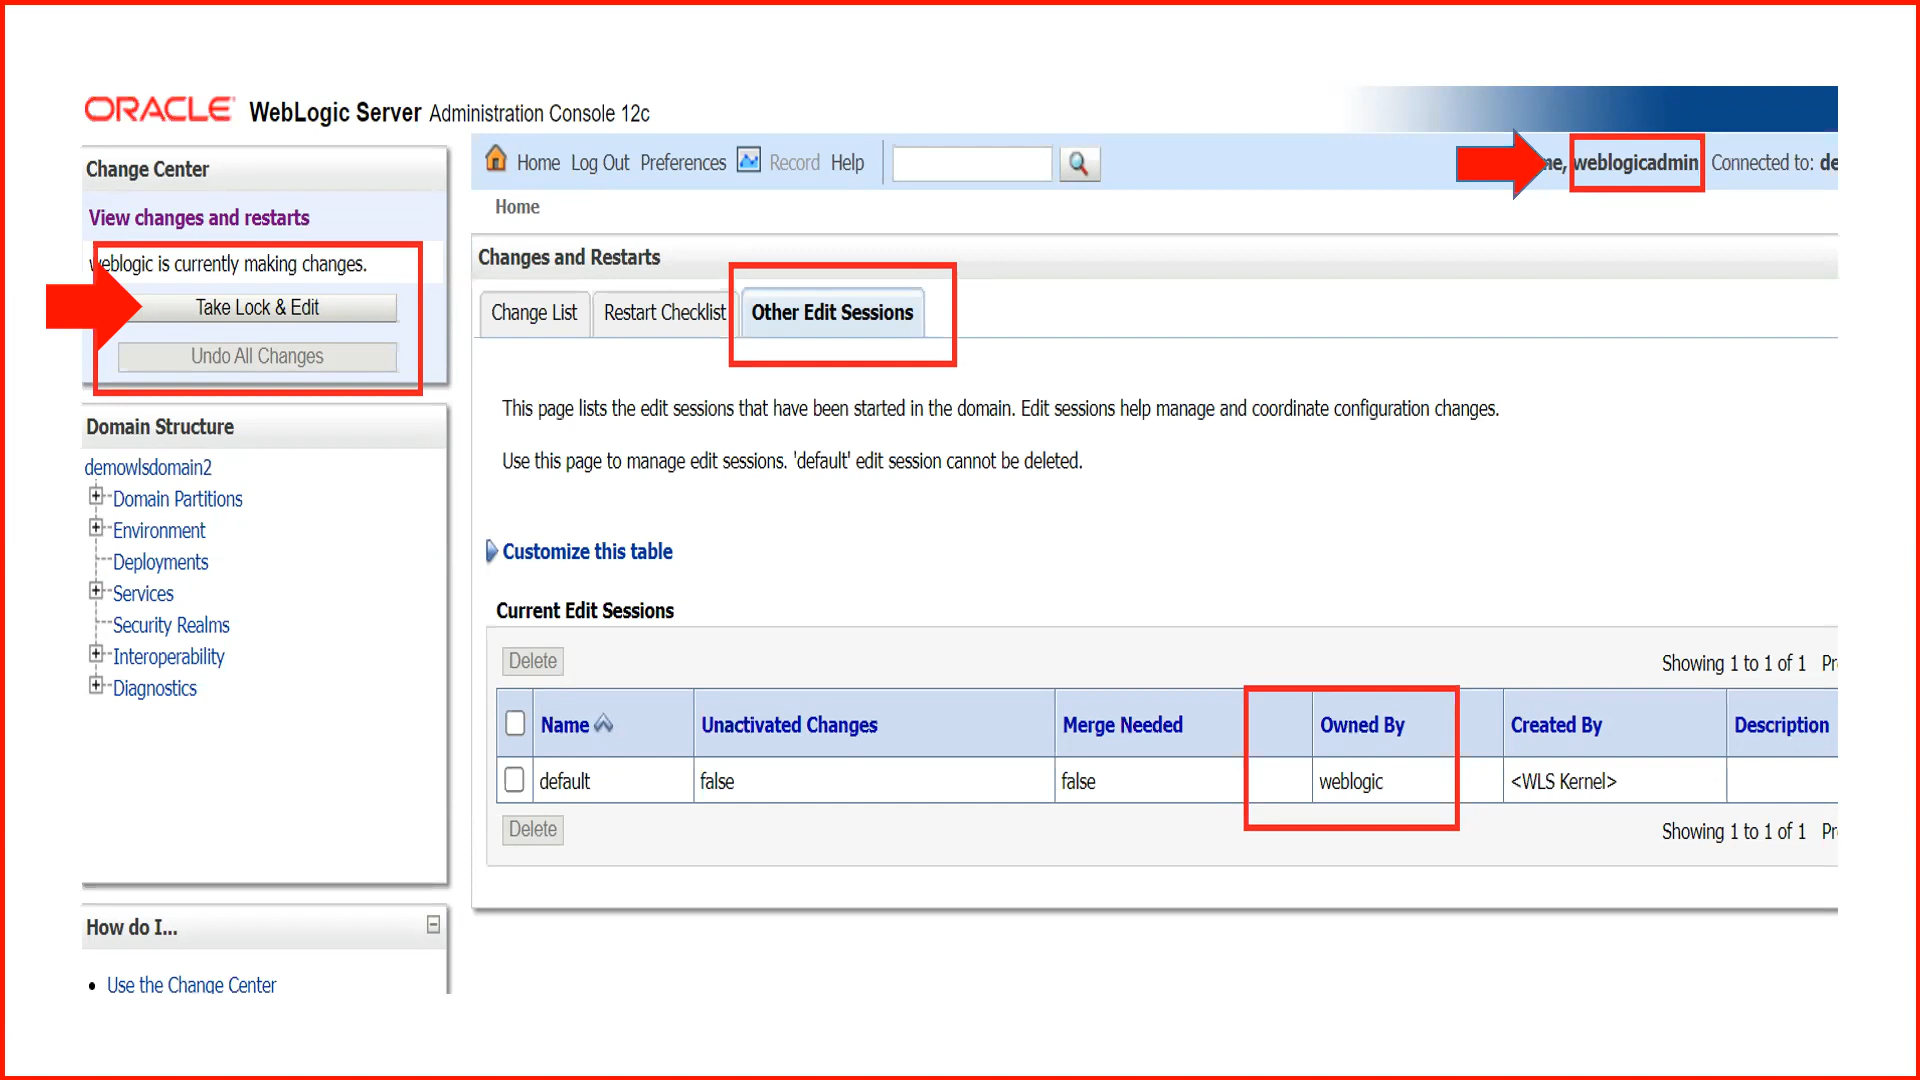 ORACLE WebLogic Server Administration Console 12c
Change Center
View changes and restarts
weblogic is currently making changes.
Take Lock & Edit
Undo All Changes
Domain Structure
demowlsdomain2
Domain Partitions
Environment
Deployments
Services
Security Realms
Interoperability
Diagnostics
How do I...
Use the Change Center
Home Log Out Preferences Record Help
weblogicadmin Connected to: de
Home
Changes and Restarts
Change List Restart Checklist Other Edit Sessions
This page lists the edit sessions that have been started in the domain. Edit sessions help manage and coordinate configuration changes.
Use this page to manage edit sessions. 'default' edit session cannot be deleted.
Customize this table
Current Edit Sessions
Delete Showing 1 to 1 of 1 Pr
Name Unactivated Changes Merge Needed Owned By Created By Description
default false false weblogic <WLS Kernel>
Delete Showing 1 to 1 of 1 Pr